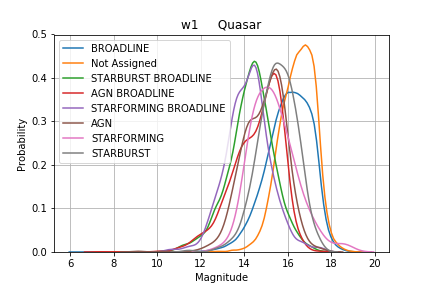 w1 Quasar
BROADLINE
Not Assigned
STARBURST BROADLINE
AGN BROADLINE
STARFORMING BROADLINE
AGN
STARFORMING
STARBURST
Probability
0.5
0.4
0.3
0.2
0.1
0.0
6 8 10 12 14 16 18 20
Magnitude